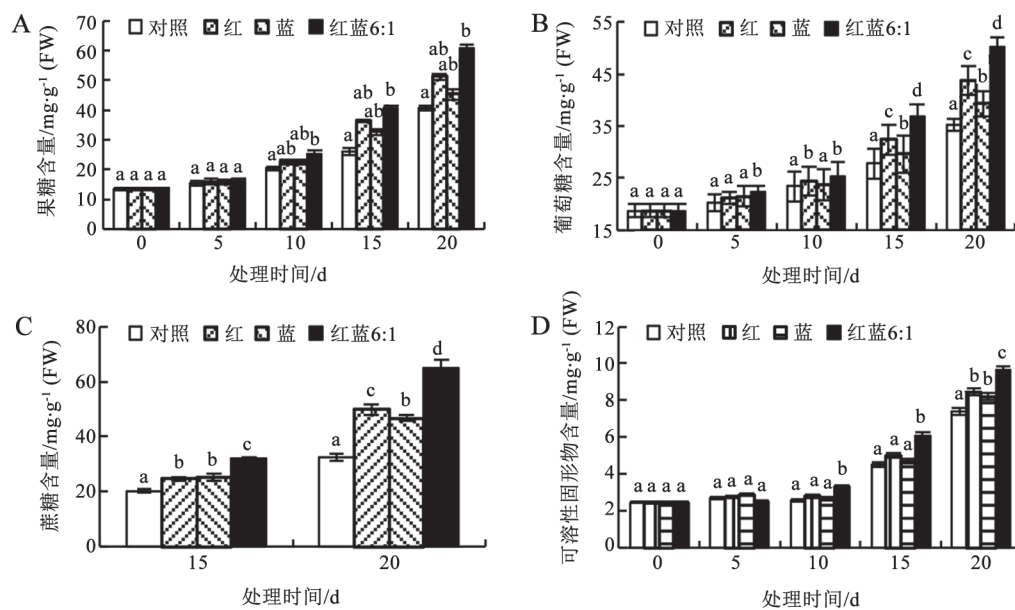 A
对照 红 蓝 红蓝6:1
果糖含量/mg·g⁻¹ (FW)
70
60
50
40
30
20
10
0
a a a a
a a a a
a ab ab b
a ab ab b
a ab ab b
0 5 10 15 20
处理时间/d
B
对照 红 蓝 红蓝6:1
葡萄糖含量/mg·g⁻¹ (FW)
55
45
35
25
15
a a a a
a a a b
a b a b
a c b d
a c b d
0 5 10 15 20
处理时间/d
C
对照 红 蓝 红蓝6:1
蔗糖含量/mg·g⁻¹ (FW)
80
60
40
20
0
a b b c
a c b d
15 20
处理时间/d
D
对照 红 蓝 红蓝6:1
可溶性固形物含量/mg·g⁻¹ (FW)
12
10
8
6
4
2
0
a a a a
a a a a
a a a b
a a a b
a b b c
0 5 10 15 20
处理时间/d